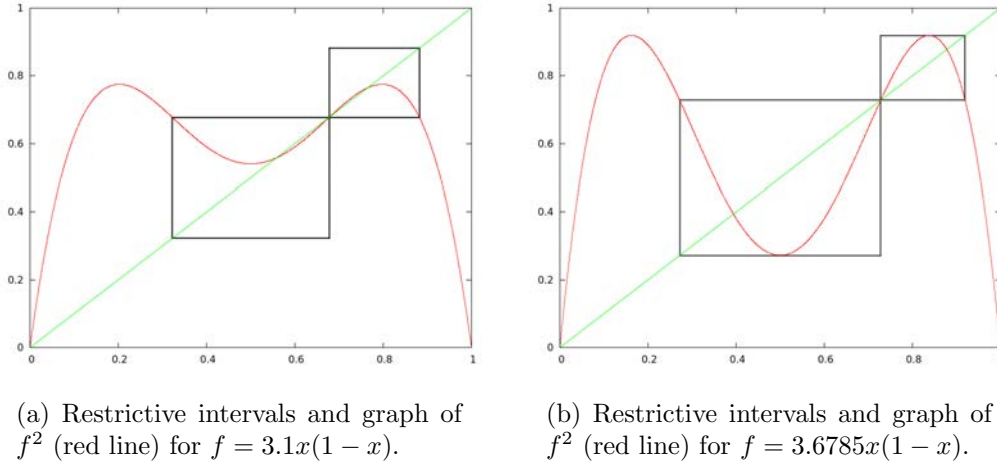 1
0.8
0.6
0.4
0.2
0
0 0.2 0.4 0.6 0.8 1
1
0.8
0.6
0.4
0.2
0
0 0.2 0.4 0.6 0.8
(a) Restrictive intervals and graph of
f² (red line) for f = 3.1x(1 − x).
(b) Restrictive intervals and graph of
f² (red line) for f = 3.6785x(1 − x).